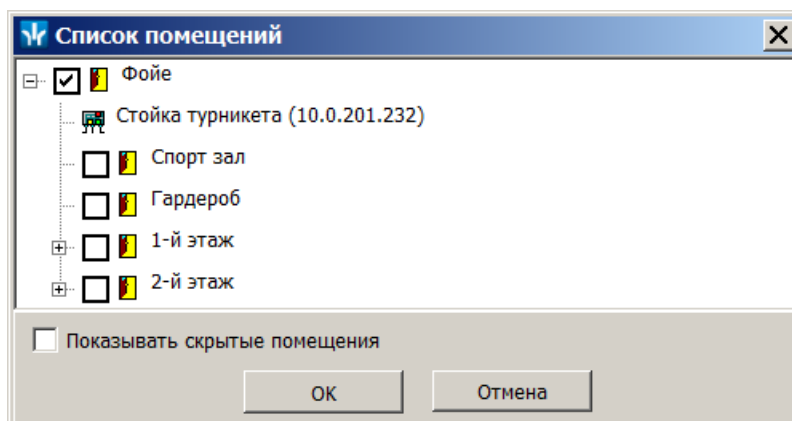 Список помещений
Фойе
Стойка турникета (10.0.201.232)
Спорт зал
Гардероб
1-й этаж
2-й этаж
Показывать скрытые помещения
ОК
Отмена